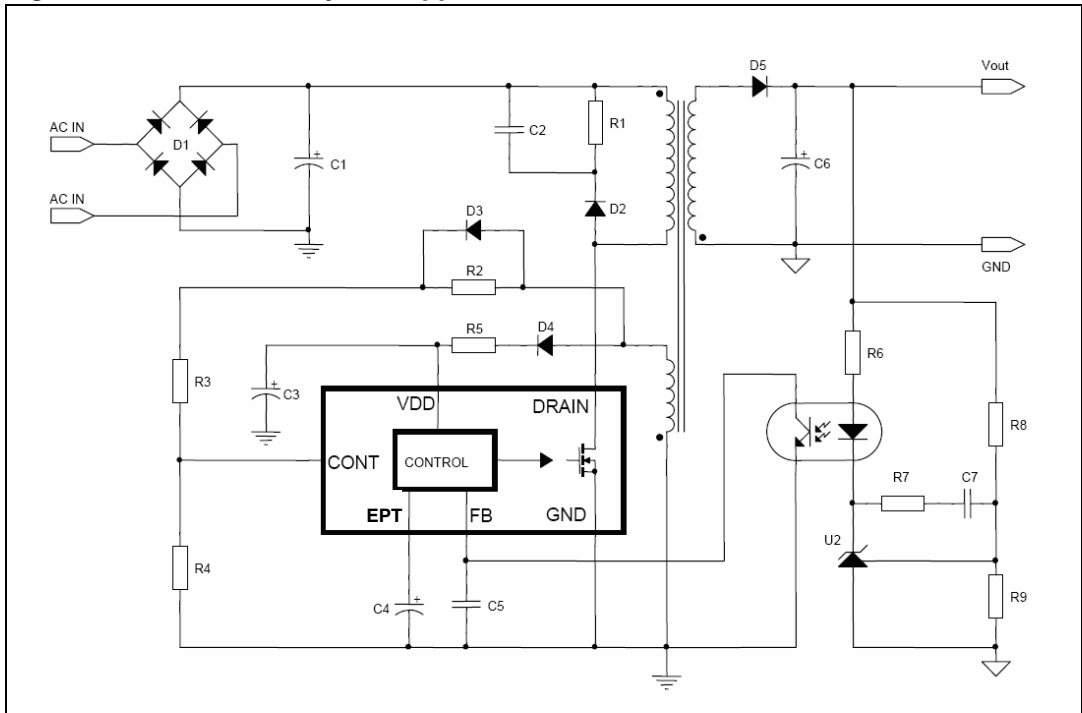 D5
Vout
AC IN
D1
C1
C2
R1
C6
AC IN
D3
D2
GND
R2
R5
D4
R6
R3
C3
VDD
DRAIN
R8
CONT
CONTROL
R7
C7
EPT
FB
GND
U2
R4
C4
C5
R9